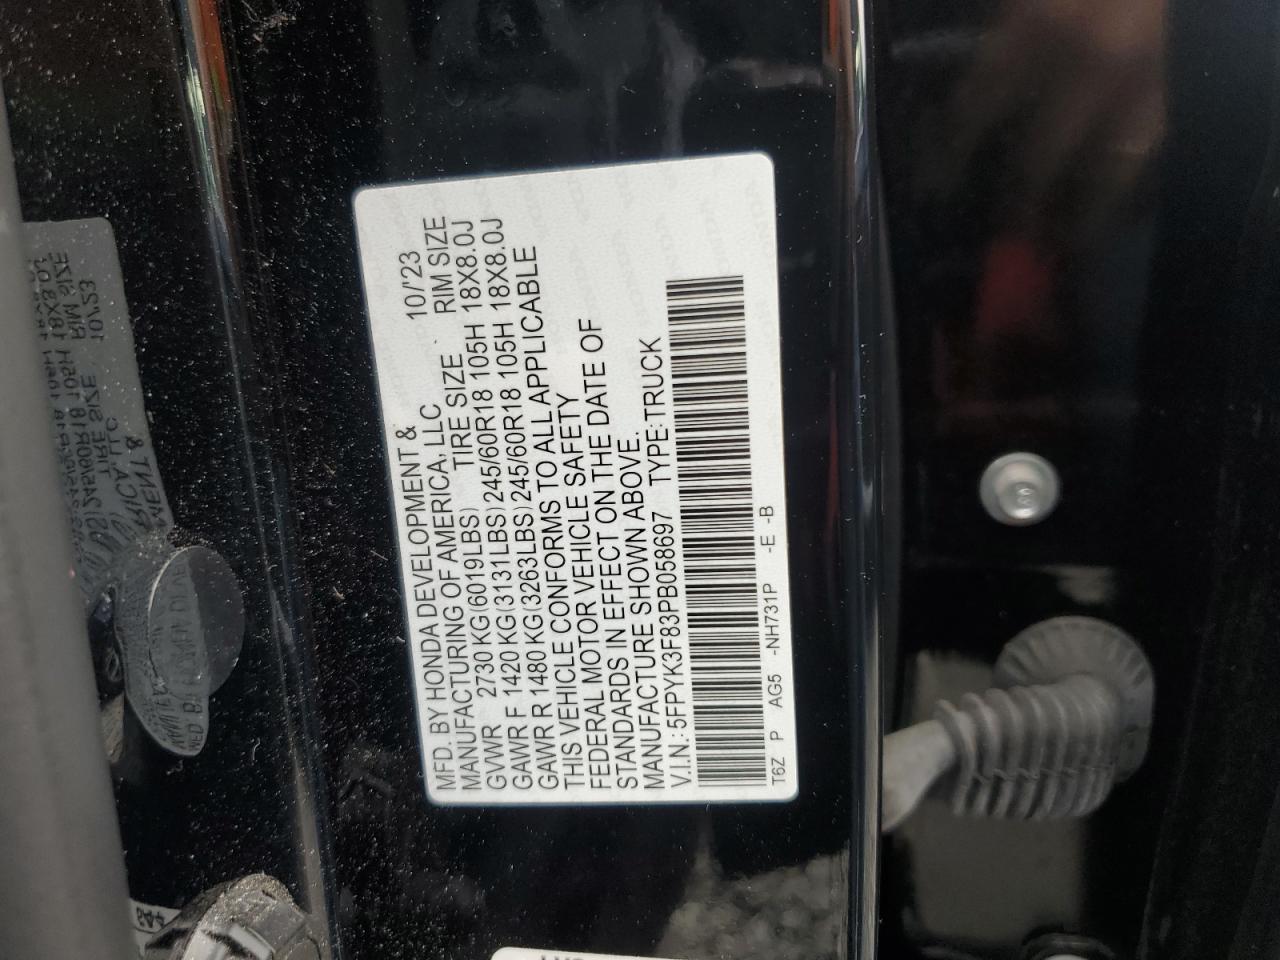 MFD. BY HONDA DEVELOPMENT & 10/'23
MANUFACTURING OF AMERICA, LLC
GVWR 2730 KG(6019LBS) TIRE SIZE RIM SIZE
GAWR F 1420 KG(3131LBS) 245/60R18 105H 18X8.0J
GAWR R 1480 KG(3263LBS) 245/60R18 105H 18X8.0J
THIS VEHICLE CONFORMS TO ALL APPLICABLE
FEDERAL MOTOR VEHICLE SAFETY
STANDARDS IN EFFECT ON THE DATE OF
MANUFACTURE SHOWN ABOVE.
V.I.N.: 5FPYK3F83PB058697 TYPE: TRUCK
T6Z P AG5 -NH731P -E -B